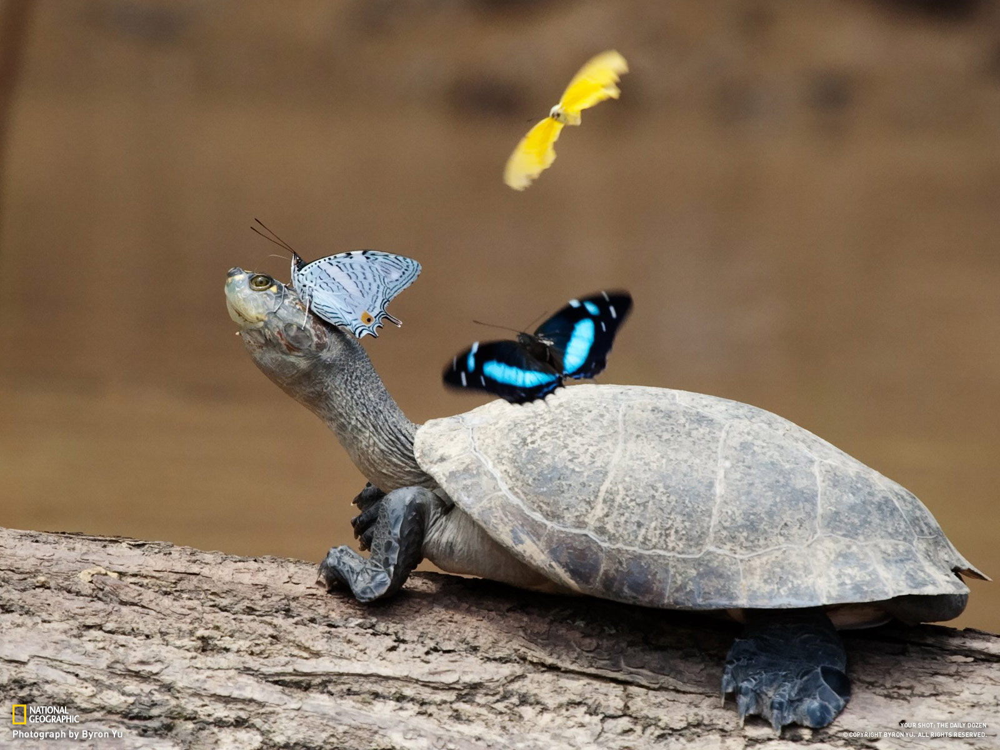 NATIONAL
GEOGRAPHIC
Photograph by Byron Yu
YOUR SHOT: THE DAILY DOZEN
© COPYRIGHT BYRON YU. ALL RIGHTS RESERVED.